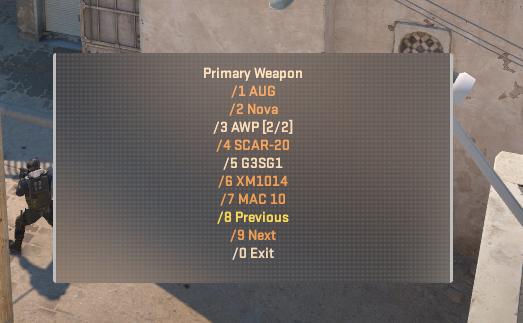 Primary Weapon
/1 AUG
/2 Nova
/3 AWP [2/2]
/4 SCAR-20
/5 G3SG1
/6 XM1014
/7 MAC 10
/8 Previous
/9 Next
/0 Exit